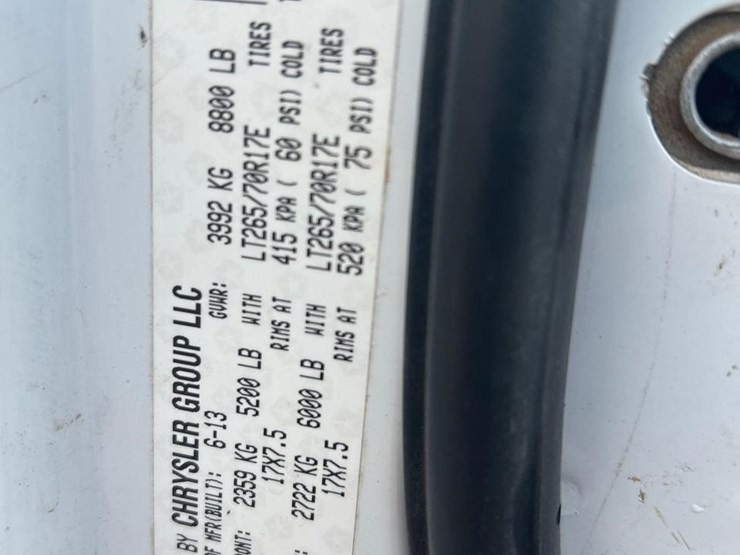 BY CHRYSLER GROUP LLC
OF MFR(BUILT): 6-13 GVWR: 3992 KG 8800 LB
ONT: 2359 KG 5200 LB WITH LT265/70R17E TIRES
17X7.5 RIMS AT 415 KPA ( 60 PSI) COLD
: 2722 KG 6000 LB WITH LT265/70R17E TIRES
17X7.5 RIMS AT 520 KPA ( 75 PSI) COLD